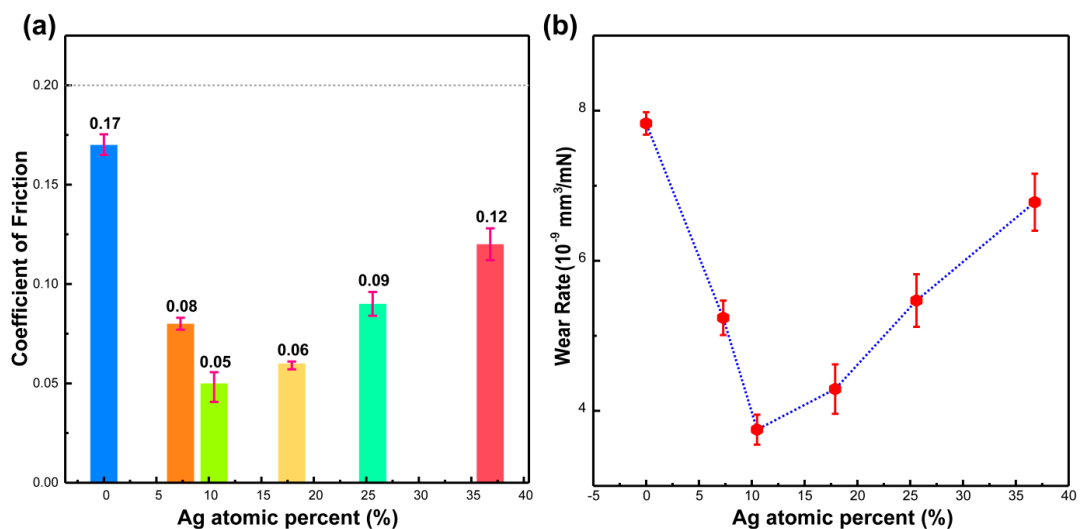 (a)
Coefficient of Friction
0.20
0.15
0.10
0.05
0.00
0.17
0.08
0.05
0.06
0.09
0.12
0 5 10 15 20 25 30 35 40
Ag atomic percent (%)
(b)
Wear Rate (10⁻⁹ mm³/mN)
8
6
4
-5 0 5 10 15 20 25 30 35 40
Ag atomic percent (%)